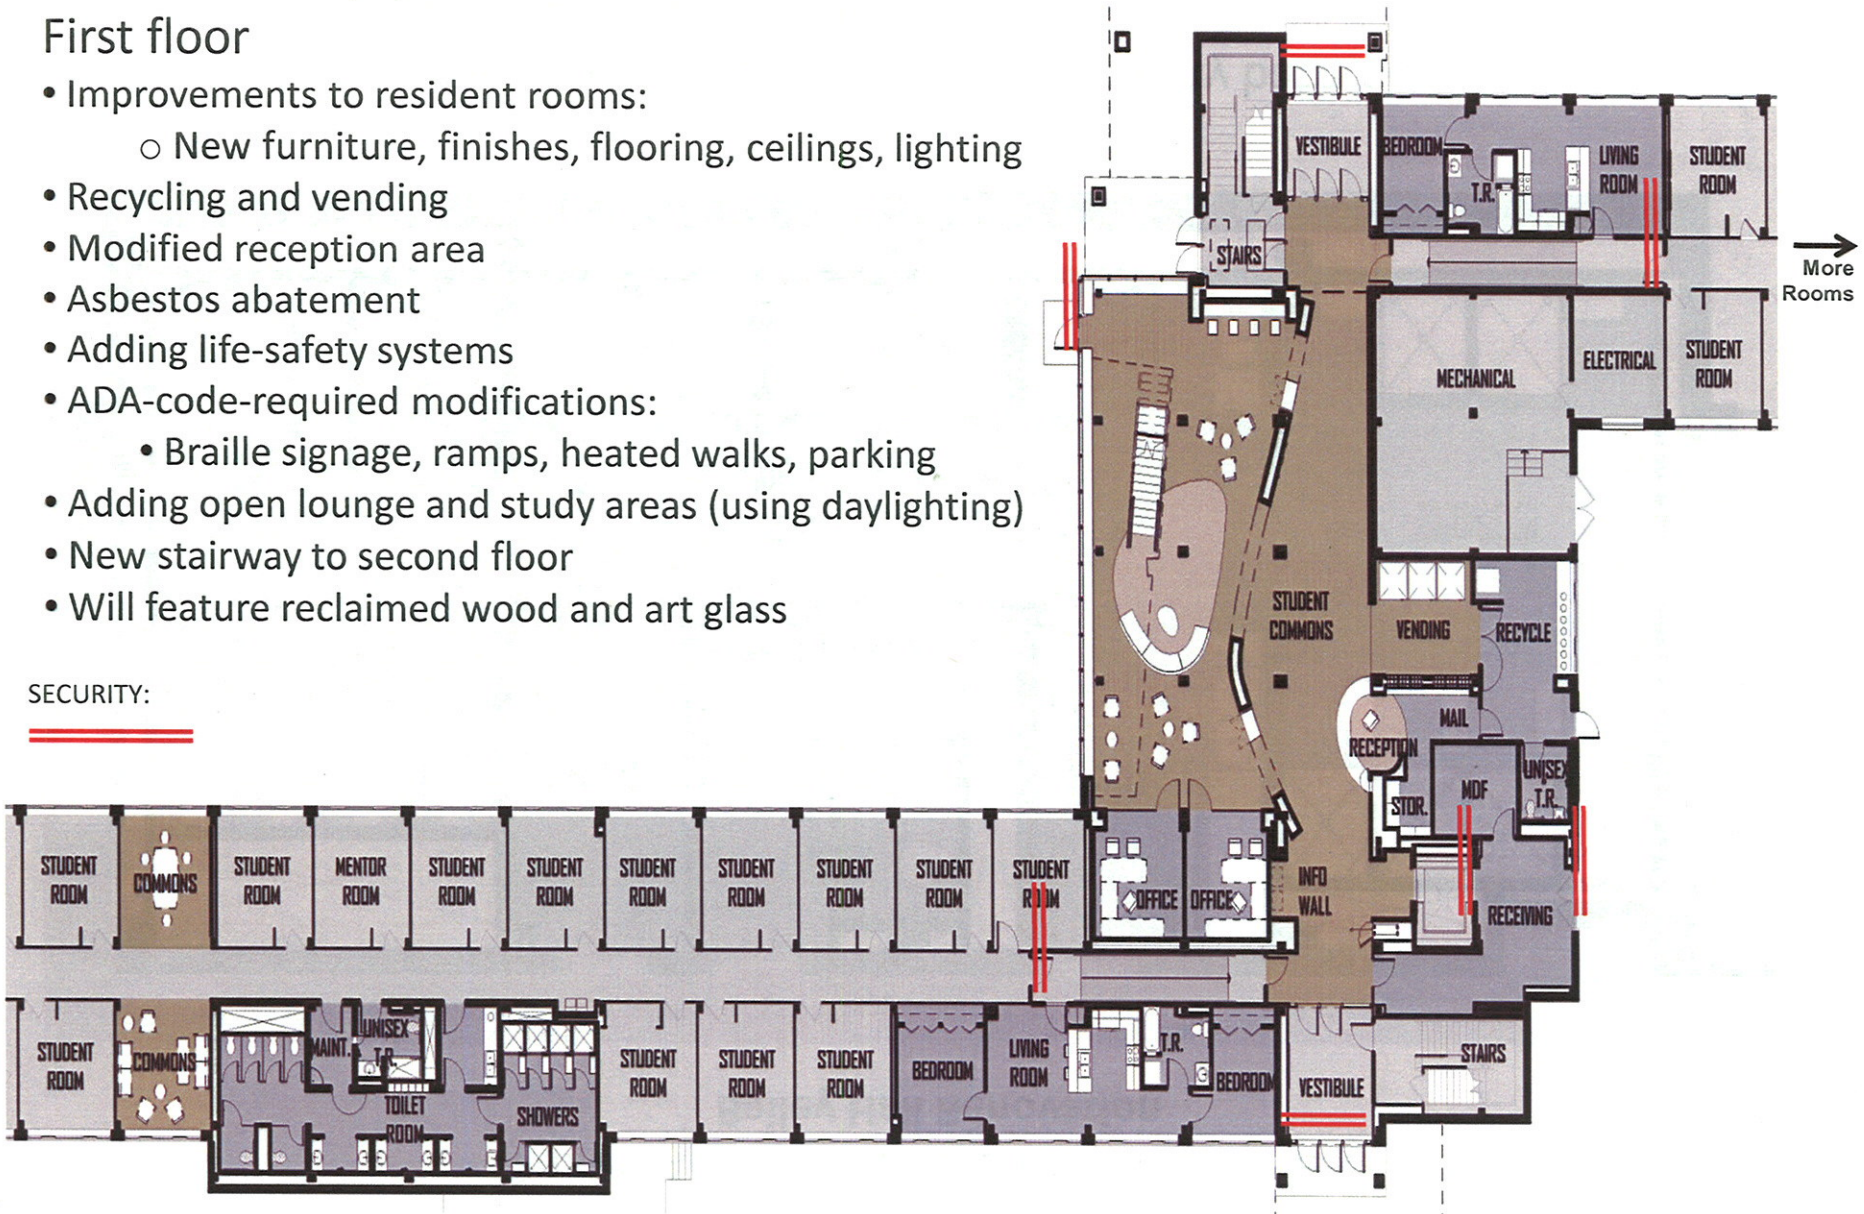 First floor
• Improvements to resident rooms:
o New furniture, finishes, flooring, ceilings, lighting
• Recycling and vending
• Modified reception area
• Asbestos abatement
• Adding life-safety systems
• ADA-code-required modifications:
• Braille signage, ramps, heated walks, parking
• Adding open lounge and study areas (using daylighting)
• New stairway to second floor
• Will feature reclaimed wood and art glass
SECURITY:
VESTIBULE
BEDROOM
T.R.
LIVING
ROOM
STUDENT
ROOM
STAIRS
More
Rooms
MECHANICAL
ELECTRICAL
STUDENT
ROOM
STUDENT
COMMONS
VENDING
RECYCLE
MAIL
RECEPTION
MDF
UNISEX
T.R.
STOR.
STUDENT
ROOM
COMMONS
STUDENT
ROOM
MENTOR
ROOM
STUDENT
ROOM
STUDENT
ROOM
STUDENT
ROOM
STUDENT
ROOM
STUDENT
ROOM
STUDENT
ROOM
STUDENT
ROOM
OFFICE
OFFICE
INFO
WALL
RECEIVING
STUDENT
ROOM
COMMONS
MAINT.
UNISEX
T.R.
TOILET
ROOM
SHOWERS
STUDENT
ROOM
STUDENT
ROOM
STUDENT
ROOM
BEDROOM
LIVING
ROOM
T.R.
BEDROOM
VESTIBULE
STAIRS